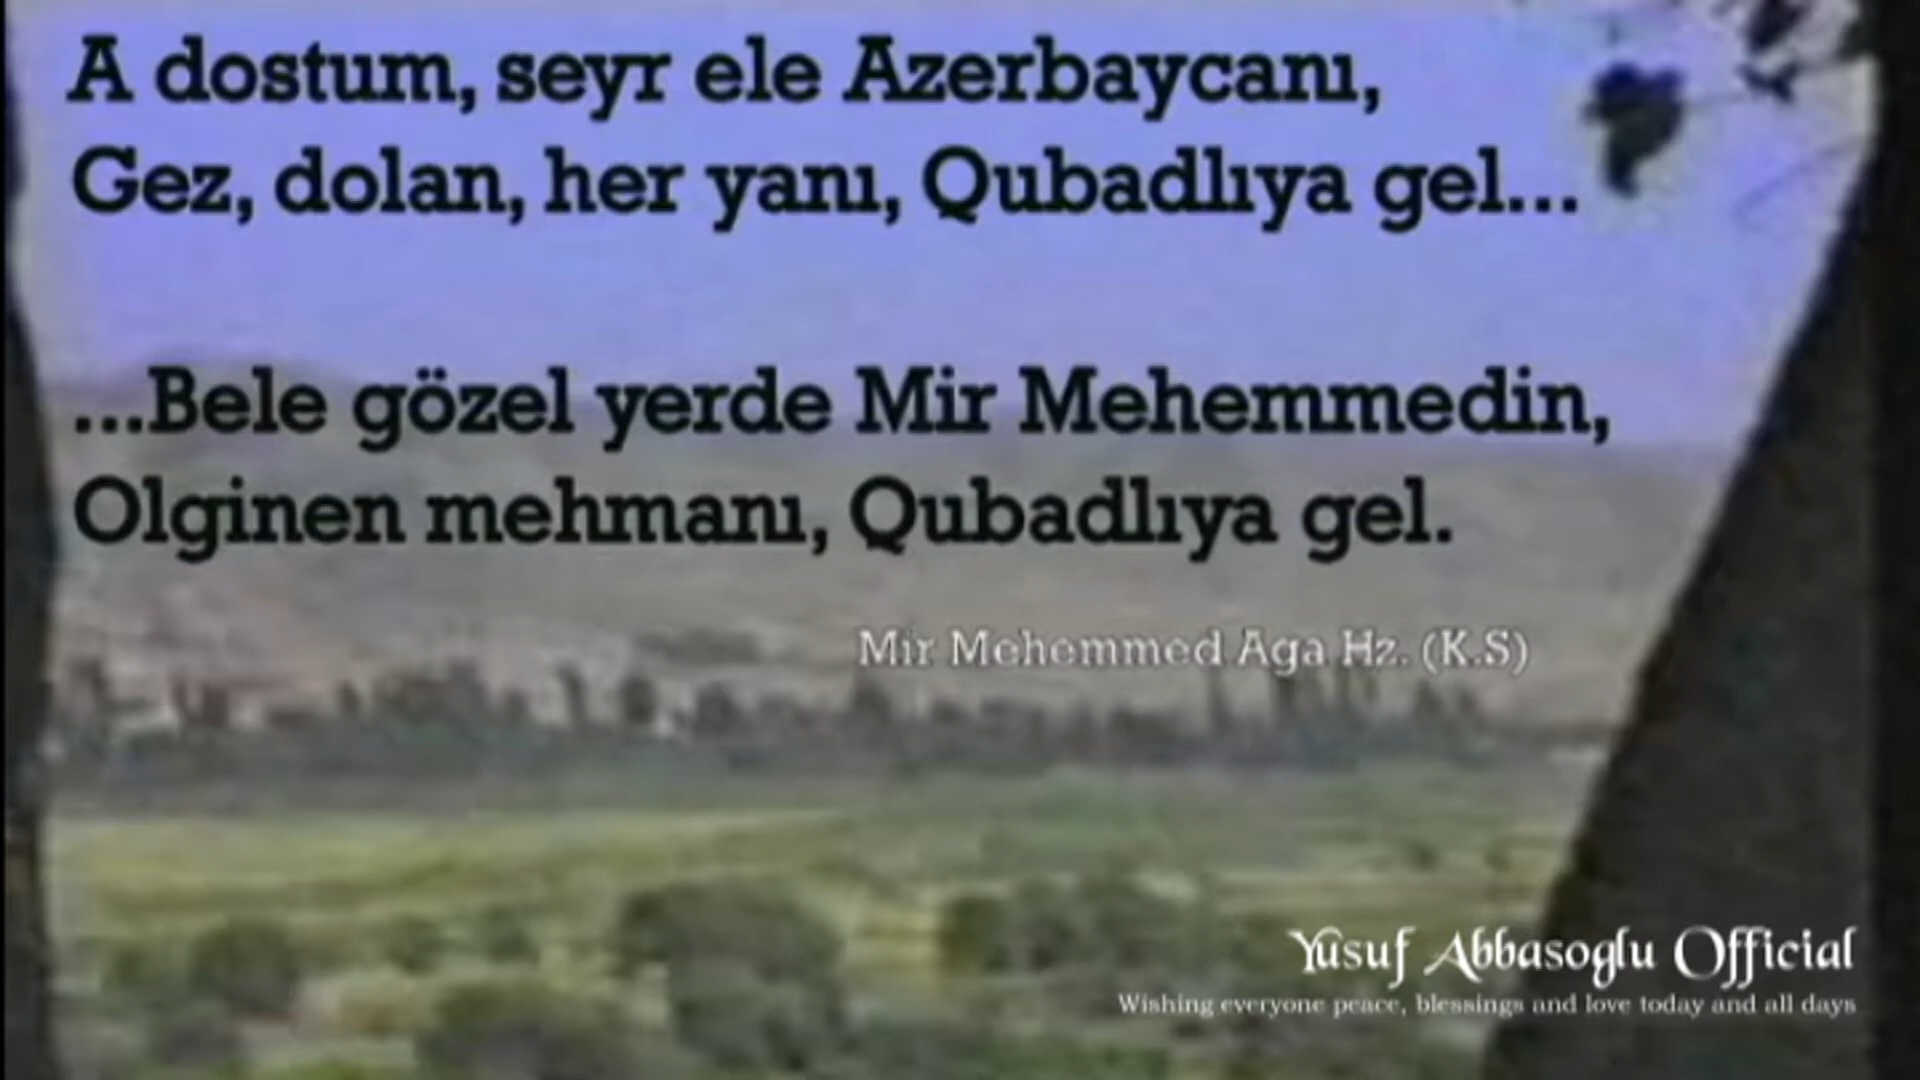 A dostum, seyr ele Azerbaycanı,
Gez, dolan, her yanı, Qubadlıya gel...
...Bele gözel yerde Mir Mehemmedin,
Olginen mehmanı, Qubadlıya gel.
Mir Mehemmed Aga Hz. (K.S)
Yusuf Abbasoglu Official
Wishing everyone peace, blessings and love today and all days